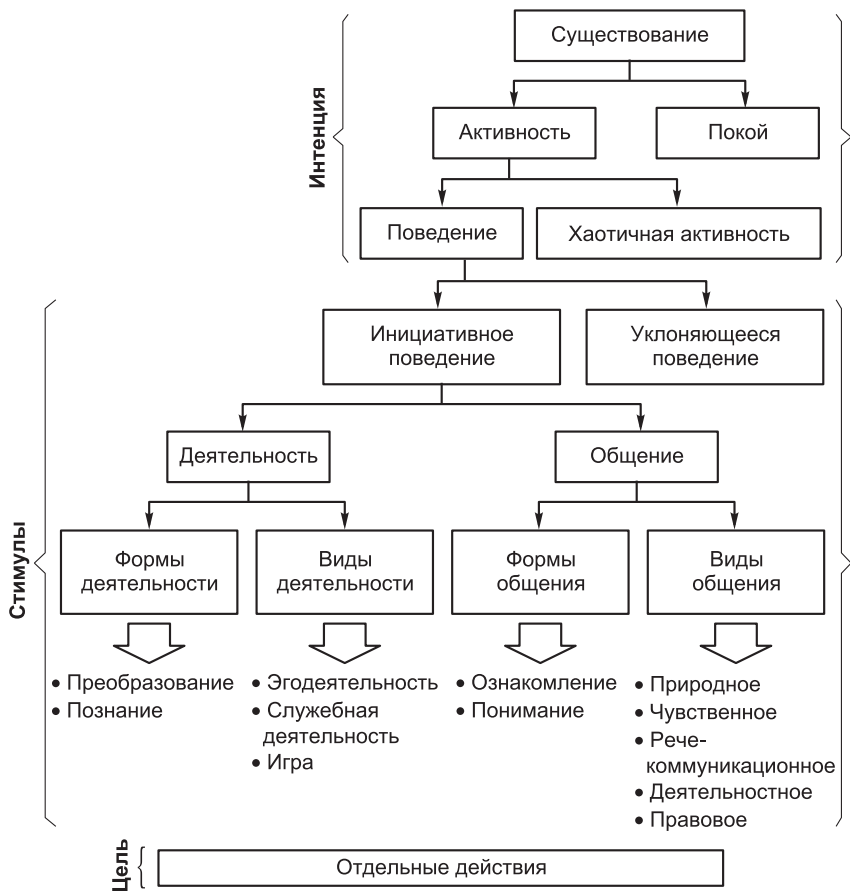 Существование
Интенция
Активность
Покой
Поведение
Хаотичная активность
Стимулы
Инициативное
поведение
Уклоняющееся
поведение
Деятельность
Общение
Формы
деятельности
Виды
деятельности
Формы
общения
Виды
общения
• Преобразование
• Познание
• Эгодеятельность
• Служебная
деятельность
• Игра
• Ознакомление
• Понимание
• Природное
• Чувственное
• Рече-
коммуникационное
• Деятельностное
• Правовое
Цель
Отдельные действия